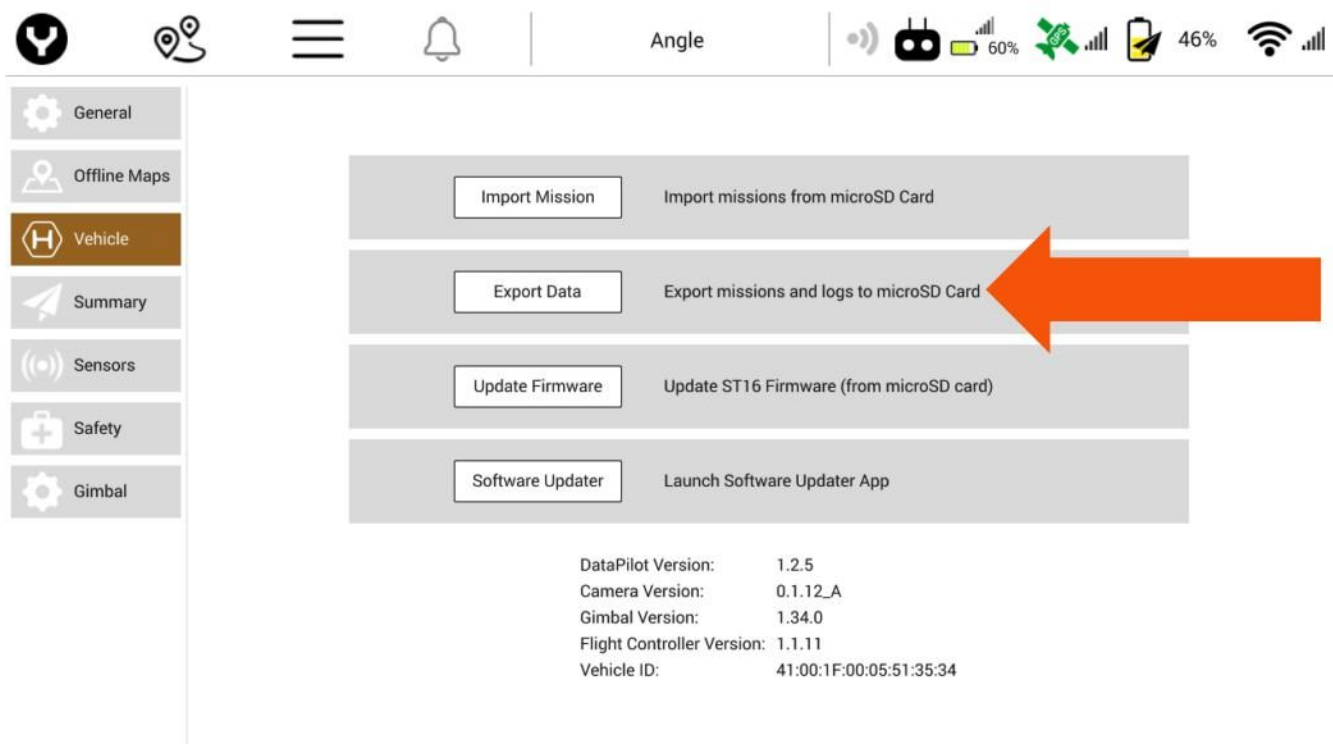 Angle
60%
GPS
46%
General
Offline Maps
Vehicle
Summary
Sensors
Safety
Gimbal
Import Mission Import missions from microSD Card
Export Data Export missions and logs to microSD Card
Update Firmware Update ST16 Firmware (from microSD card)
Software Updater Launch Software Updater App
DataPilot Version: 1.2.5
Camera Version: 0.1.12_A
Gimbal Version: 1.34.0
Flight Controller Version: 1.1.11
Vehicle ID: 41:00:1F:00:05:51:35:34